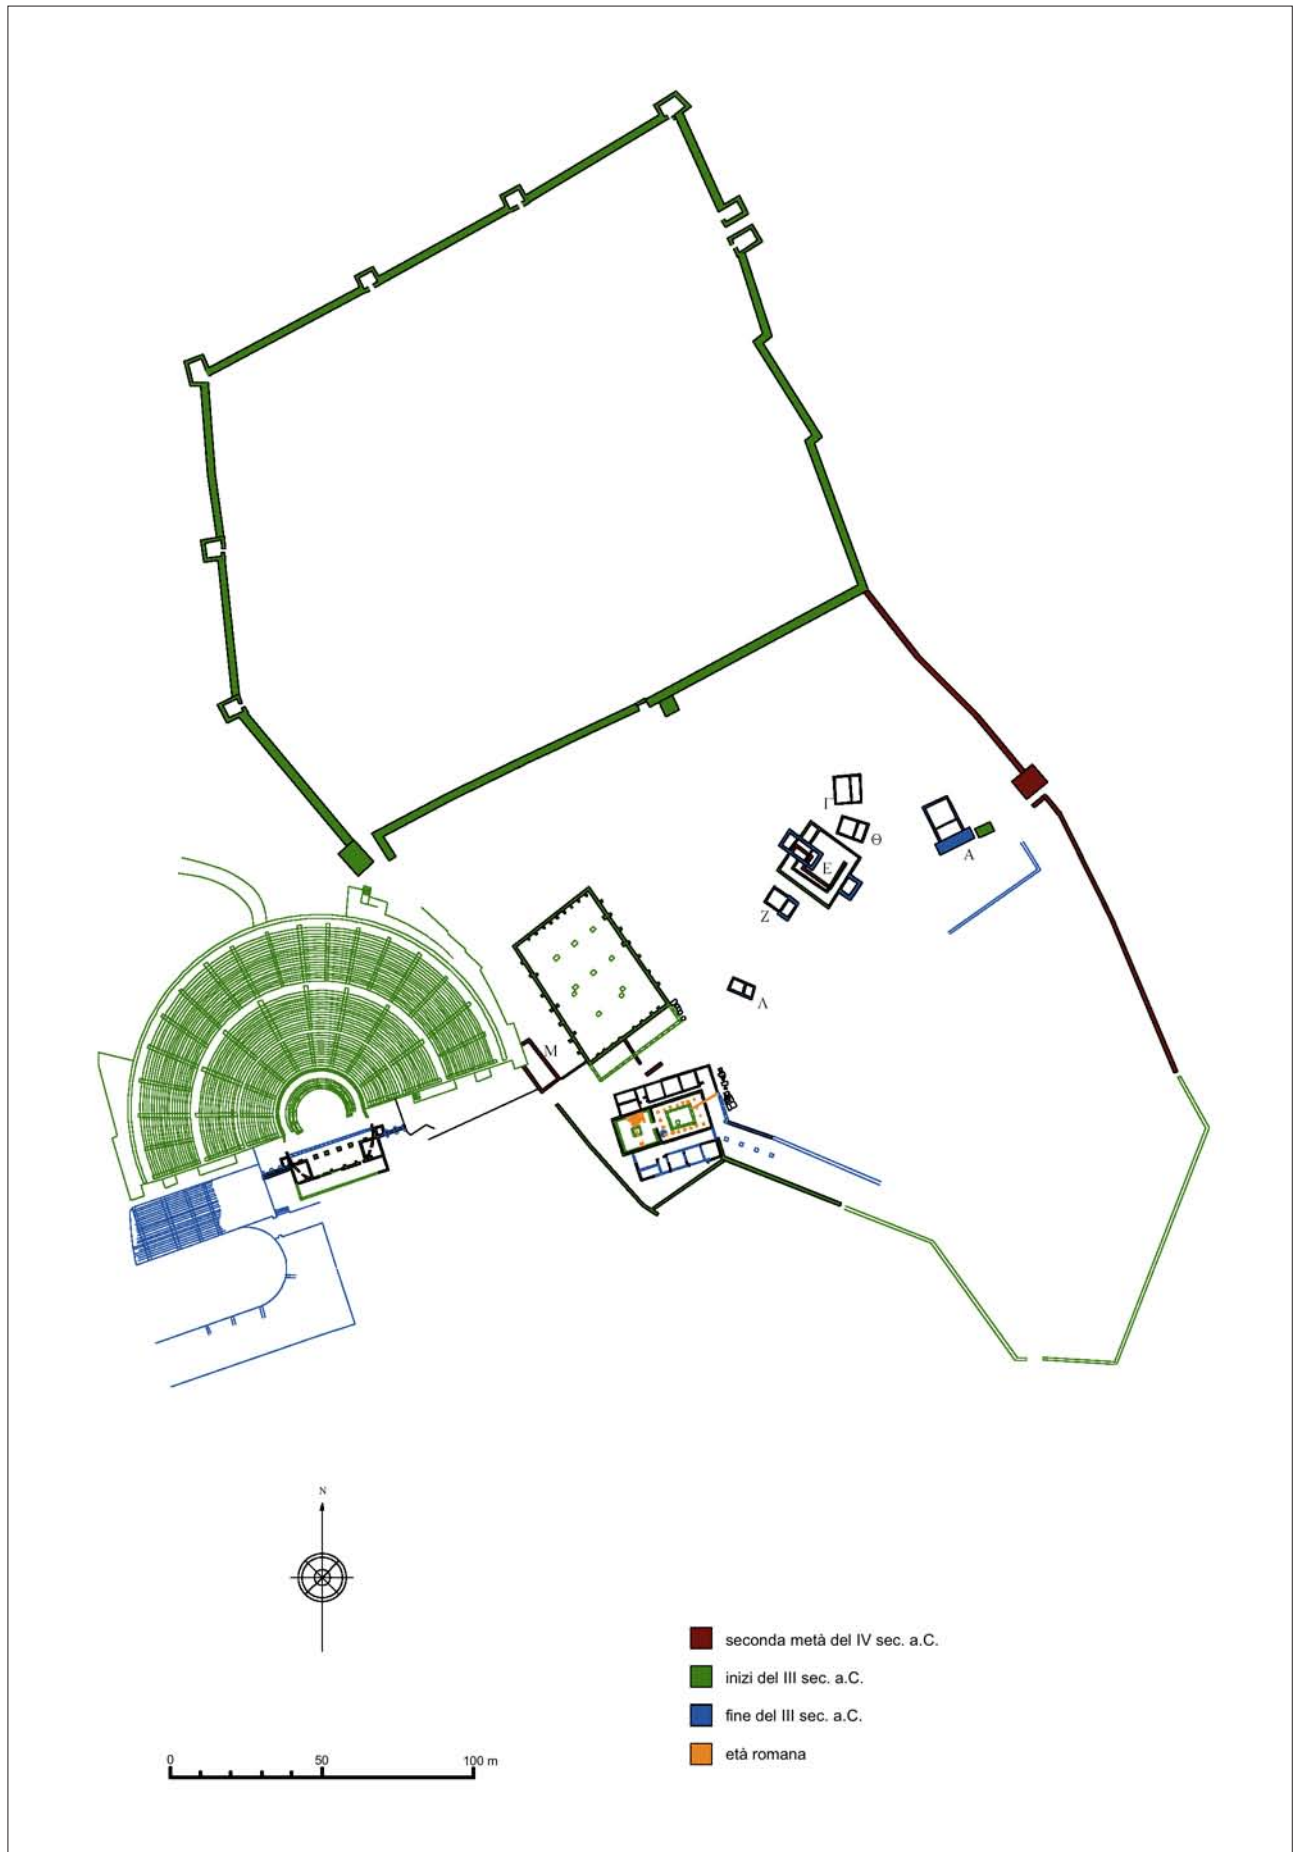 Γ
Θ
Α
Ε
Ζ
Λ
Μ
N
seconda metà del IV sec. a.C.
inizi del III sec. a.C.
fine del III sec. a.C.
età romana
0 50 100 m